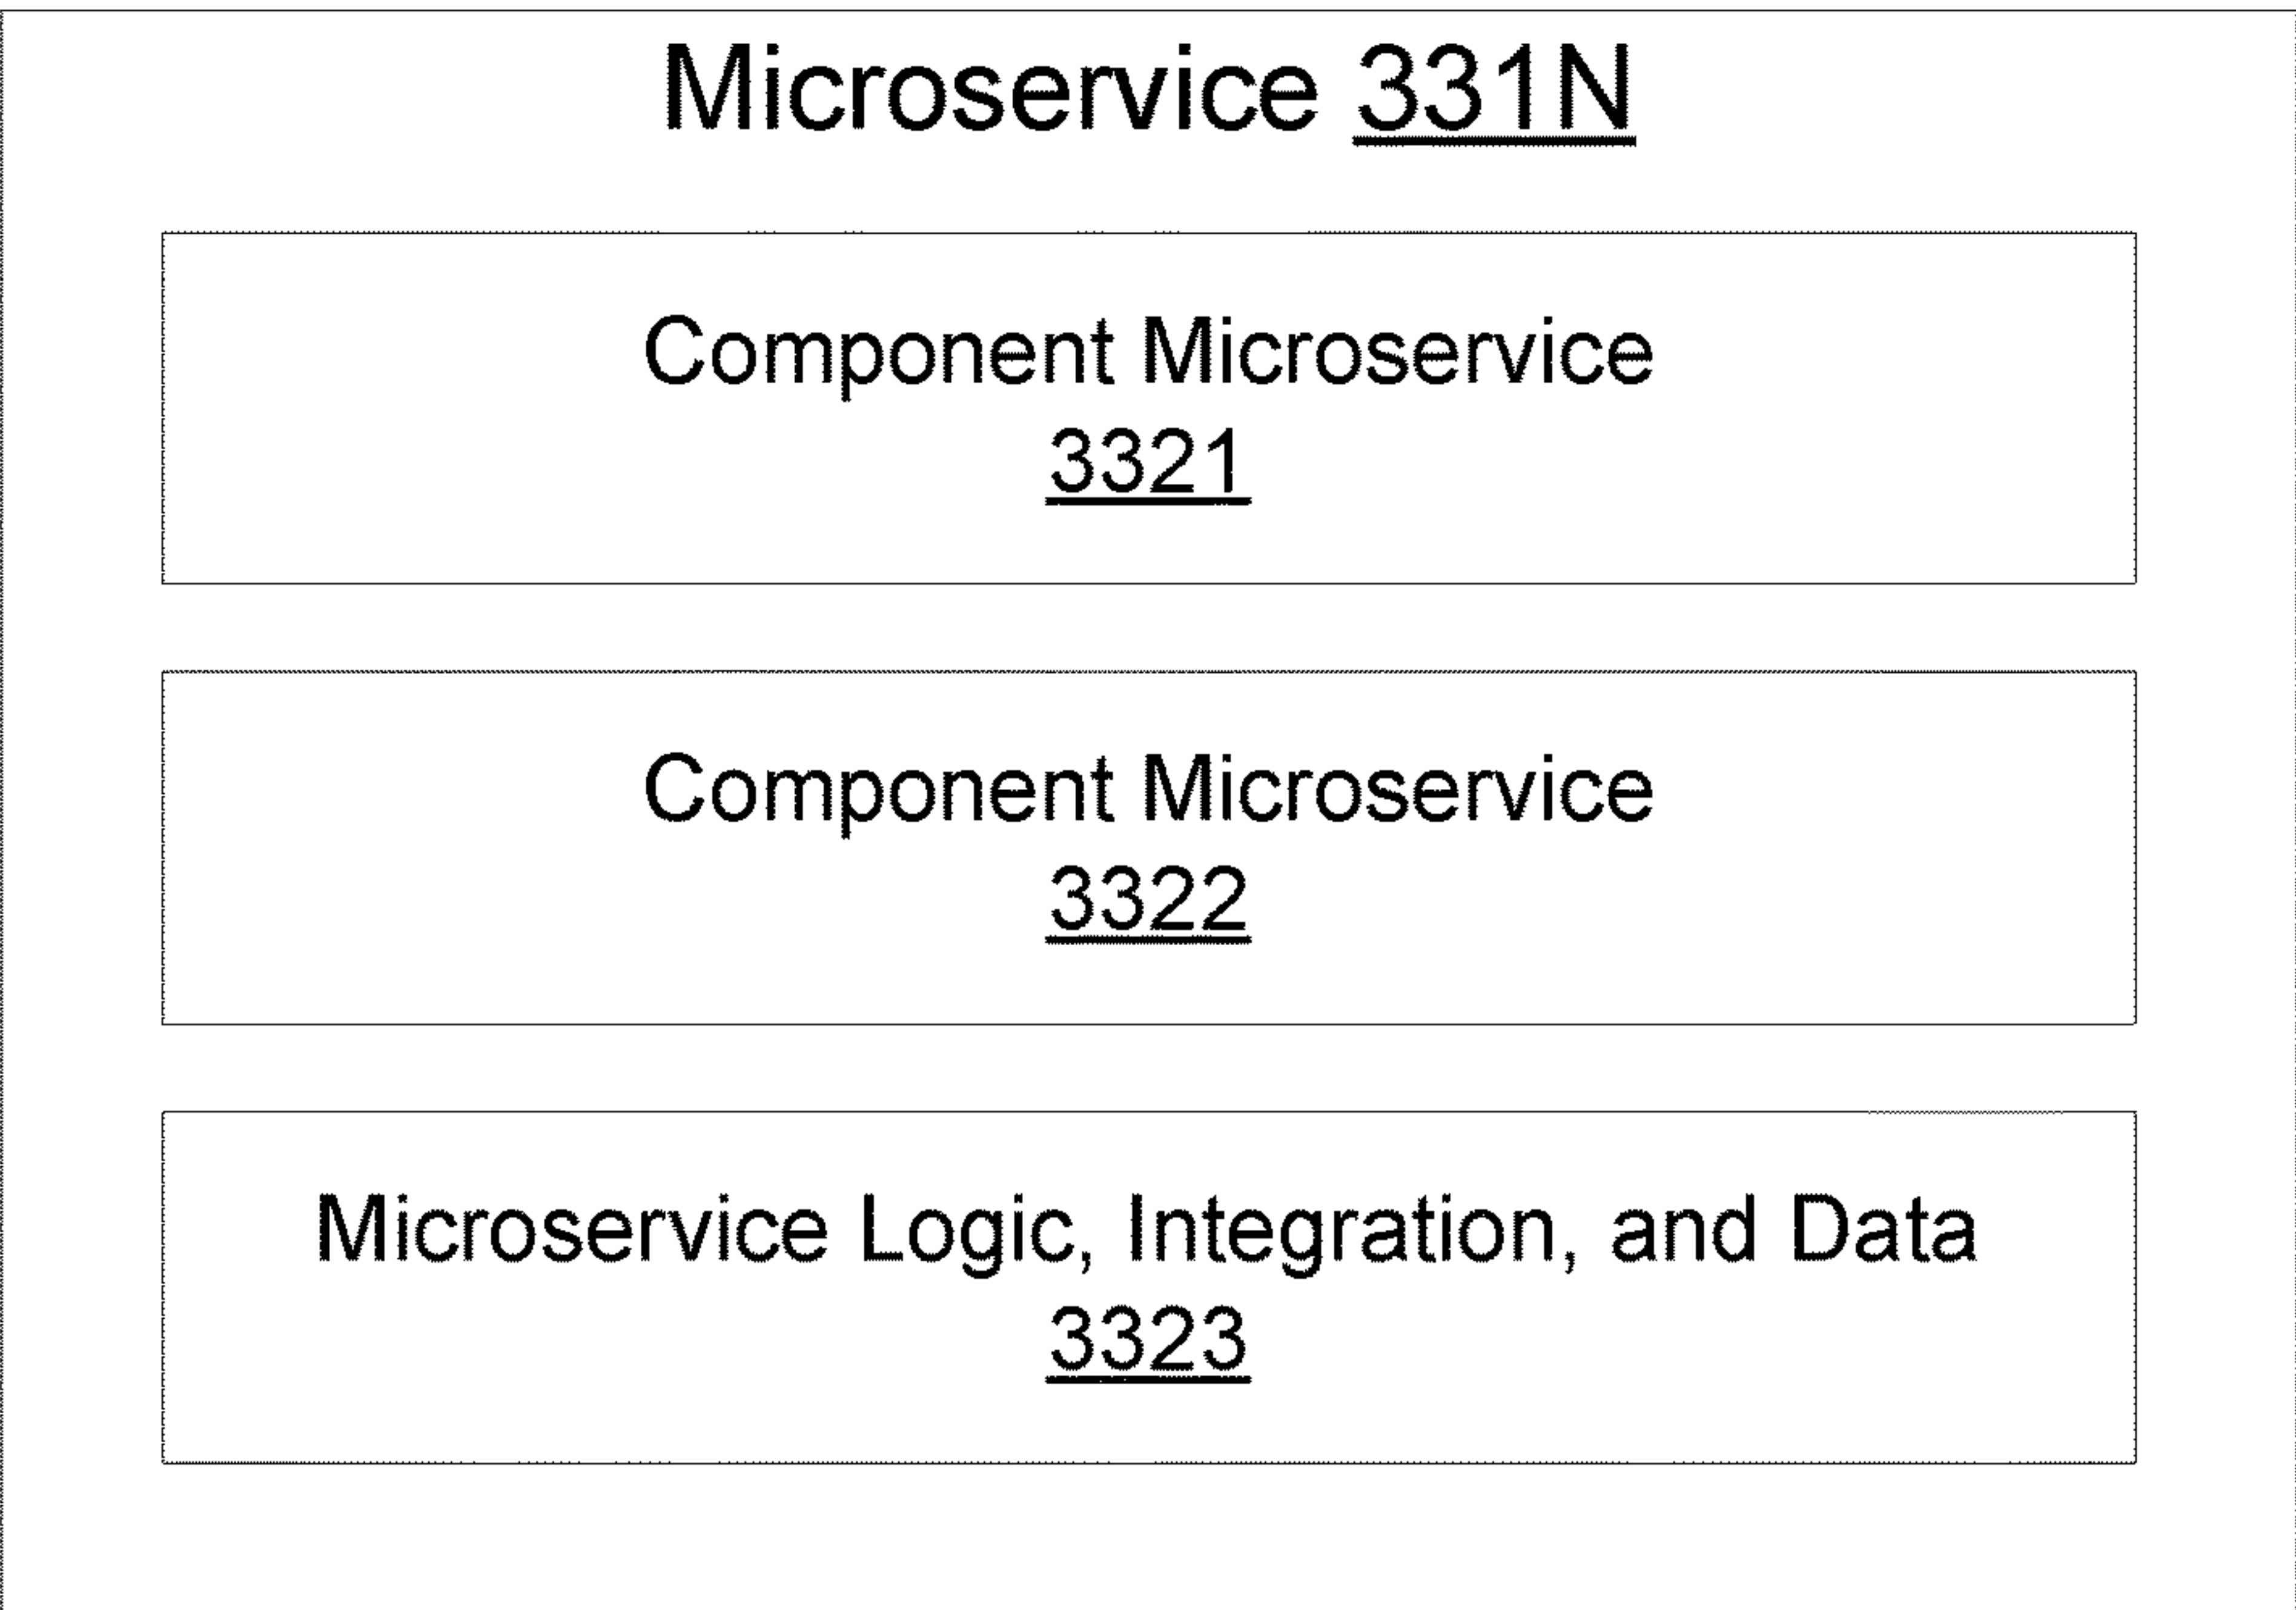 Microservice 331N
Component Microservice
3321
Component Microservice
3322
Microservice Logic, Integration, and Data
3323